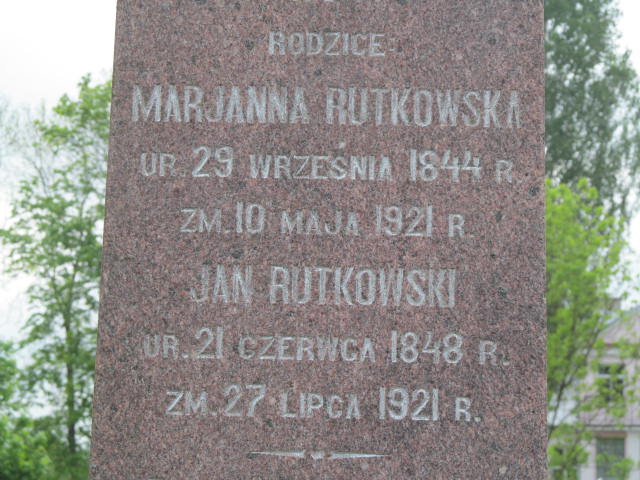 RODZICE
MARJANNA RUTKOWSKA
UR. 29 WRZEŚNIA 1844 R.
ZM. 10 MAJA 1921 R.
JAN RUTKOWSKI
UR. 21 CZERWCA 1848 R.
ZM. 27 LIPCA 1921 R.